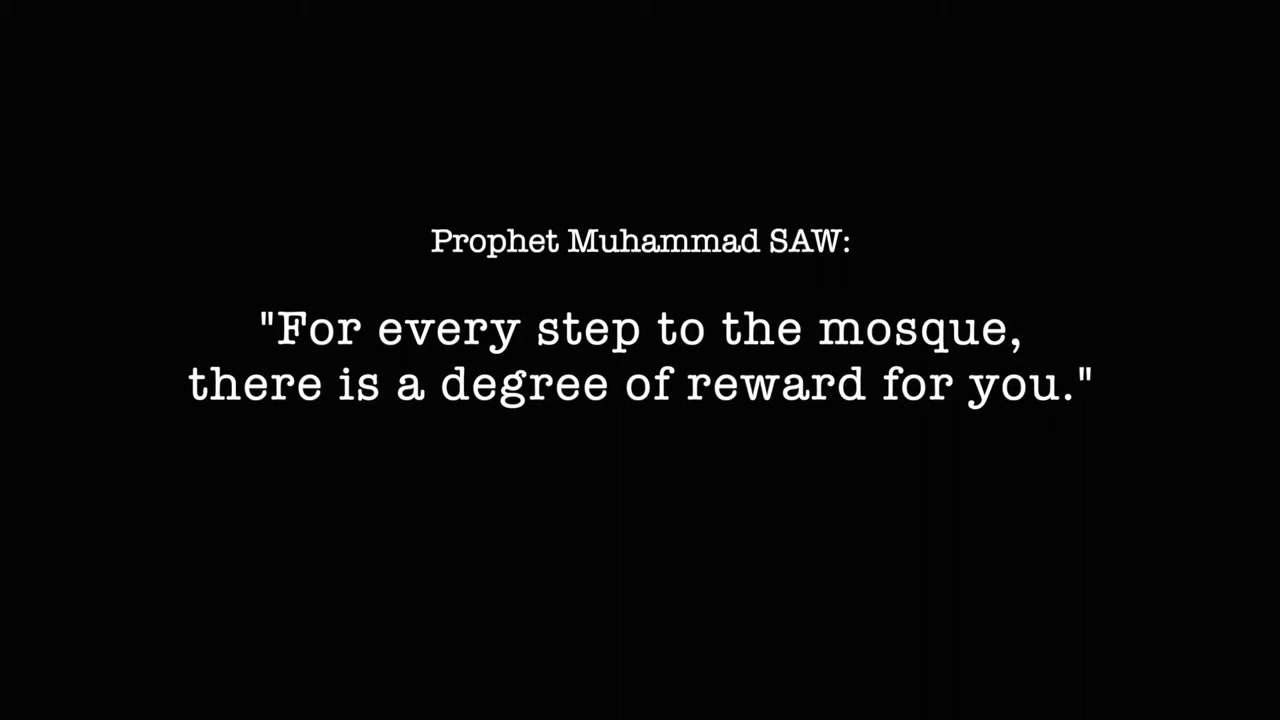 Prophet Muhammad SAW:
"For every step to the mosque,
there is a degree of reward for you."